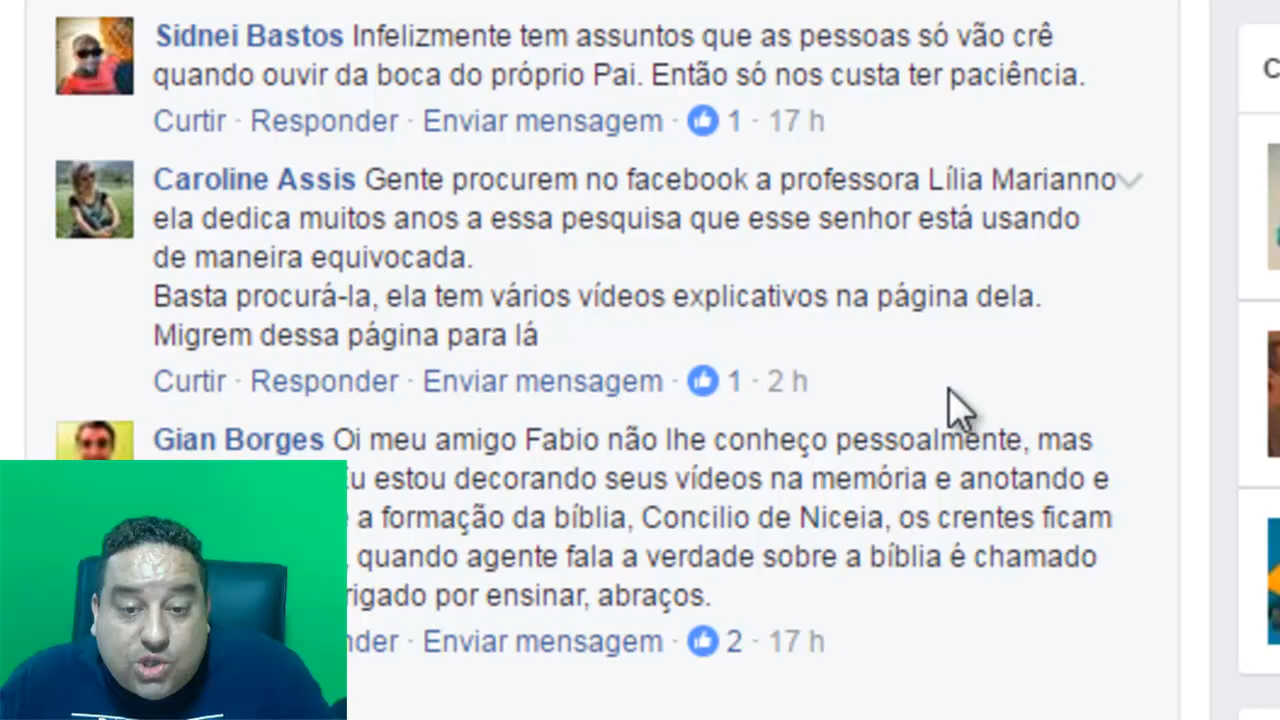 Sidnei Bastos Infelizmente tem assuntos que as pessoas só vão crê
quando ouvir da boca do próprio Pai. Então só nos custa ter paciência.
Curtir · Responder · Enviar mensagem · 1 · 17 h
C
Caroline Assis Gente procurem no facebook a professora Lília Marianno
ela dedica muitos anos a essa pesquisa que esse senhor está usando
de maneira equivocada.
Basta procurá-la, ela tem vários vídeos explicativos na página dela.
Migrem dessa página para lá
Curtir · Responder · Enviar mensagem · 1 · 2 h
Gian Borges Oi meu amigo Fabio não lhe conheço pessoalmente, mas
estou decorando seus vídeos na memória e anotando e
a formação da bíblia, Concilio de Niceia, os crentes ficam
quando agente fala a verdade sobre a bíblia é chamado
rigado por ensinar, abraços.
nder · Enviar mensagem · 2 · 17 h